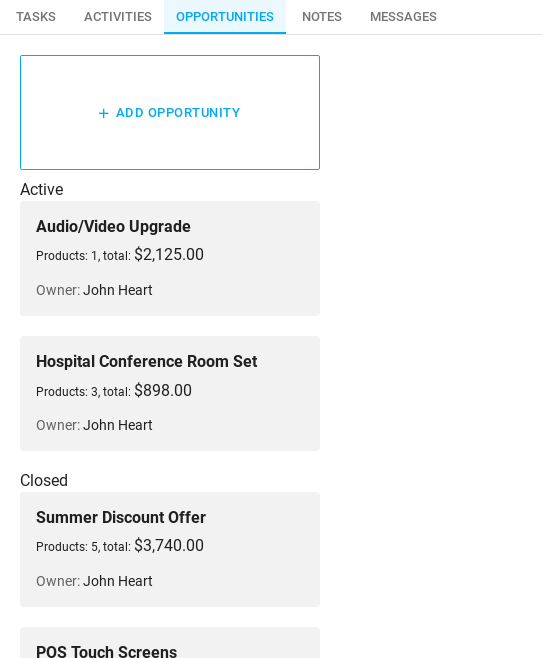 TASKS ACTIVITIES OPPORTUNITIES NOTES MESSAGES
+ ADD OPPORTUNITY
Active
Audio/Video Upgrade
Products: 1, total: $2,125.00
Owner: John Heart
Hospital Conference Room Set
Products: 3, total: $898.00
Owner: John Heart
Closed
Summer Discount Offer
Products: 5, total: $3,740.00
Owner: John Heart
POS Touch Screens